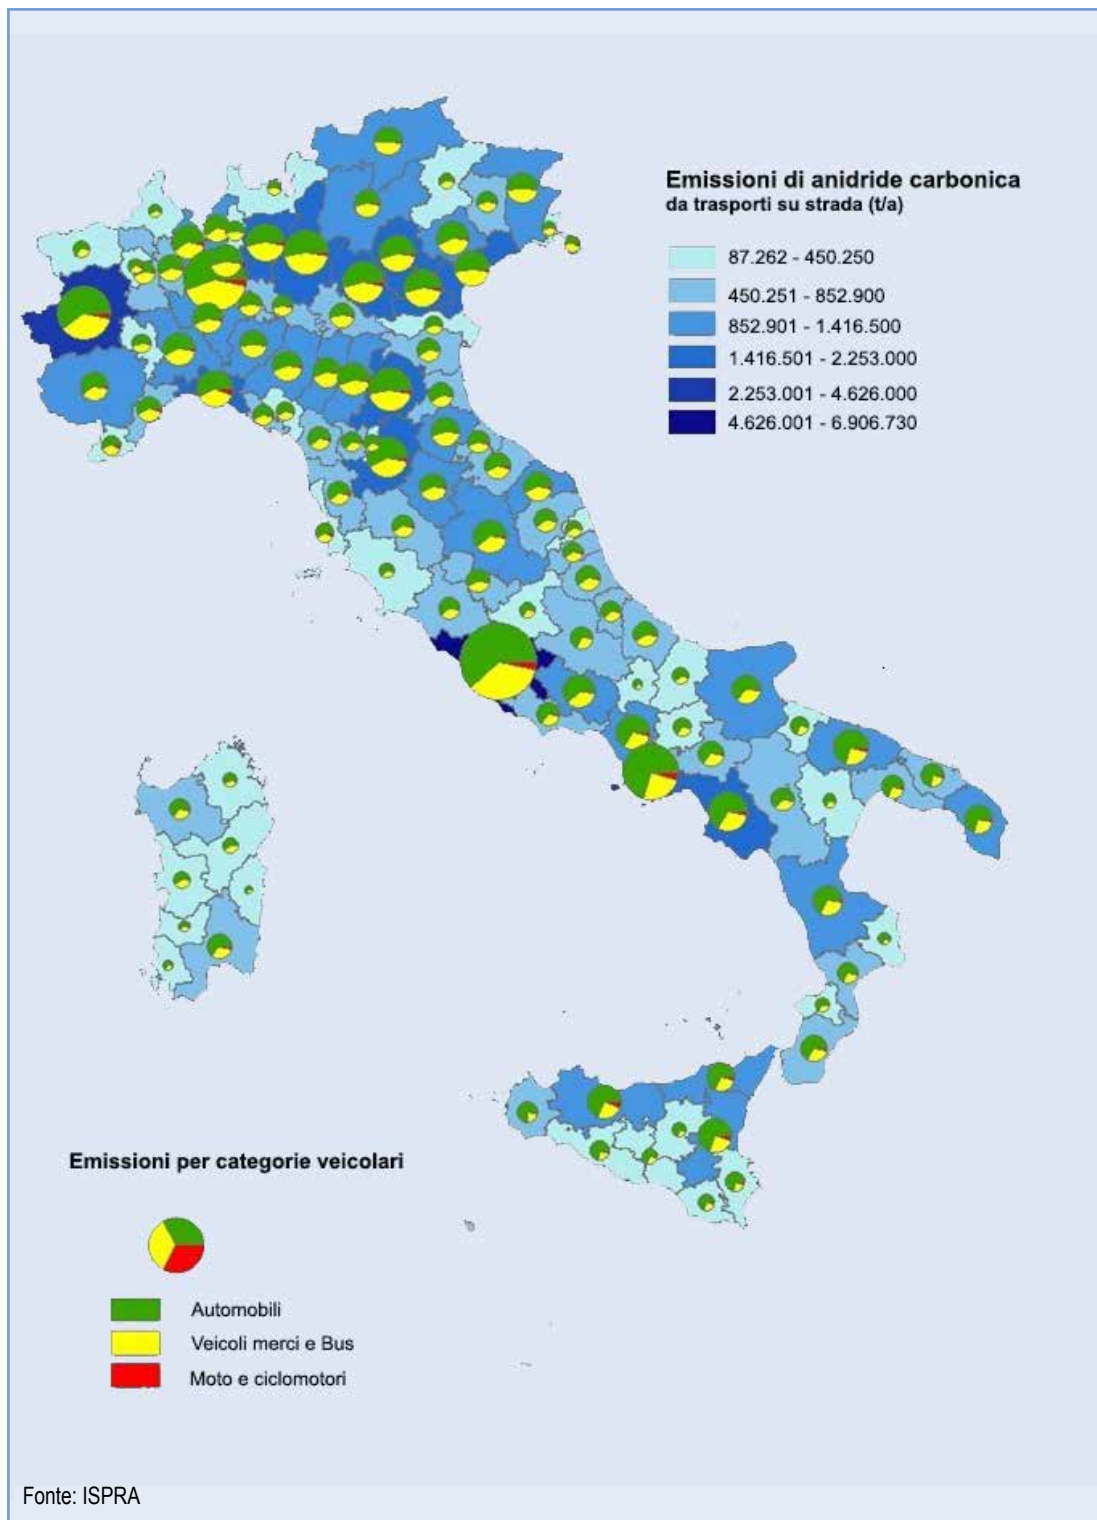 Emissioni di anidride carbonica
da trasporti su strada (t/a)
87.262 - 450.250
450.251 - 852.900
852.901 - 1.416.500
1.416.501 - 2.253.000
2.253.001 - 4.626.000
4.626.001 - 6.906.730
Emissioni per categorie veicolari
Automobili
Veicoli merci e Bus
Moto e ciclomotori
Fonte: ISPRA